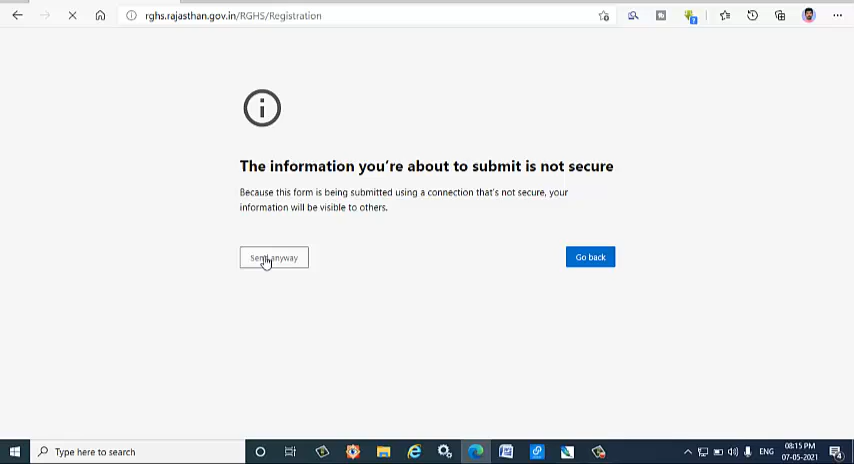 rghs.rajasthan.gov.in/RGHS/Registration
The information you're about to submit is not secure
Because this form is being submitted using a connection that's not secure, your
information will be visible to others.
Send anyway
Go back
Type here to search
ENG
08:15 PM
07-05-2021
4